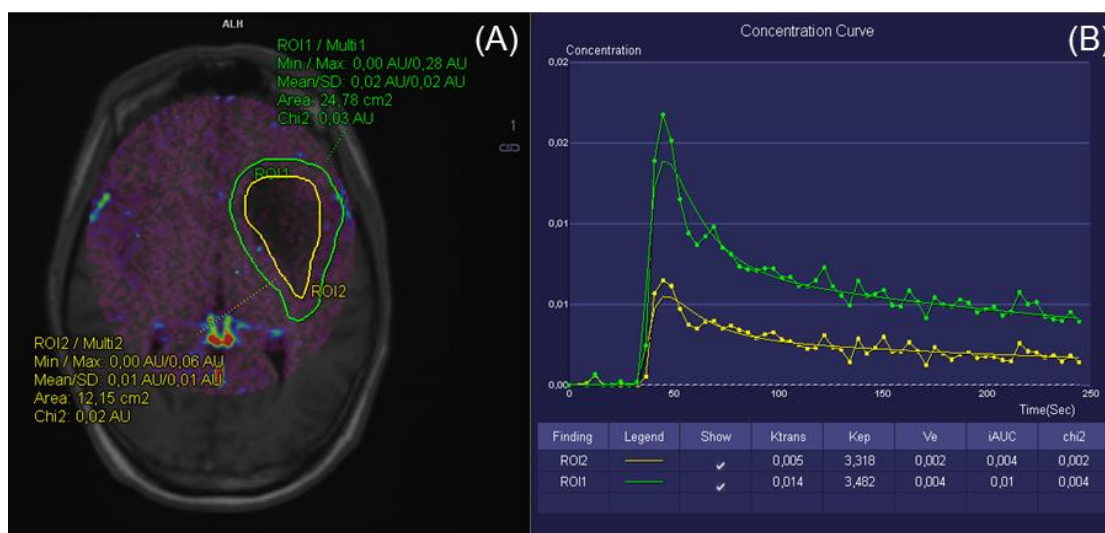 ALH
(A)
ROI1 / Multi1
Min / Max: 0,00 AU/0,28 AU
Mean/SD: 0,02 AU/0,02 AU
Area: 24,78 cm2
Chi2: 0,03 AU
1
ROI1
ROI2
ROI2 / Multi2
Min / Max: 0,00 AU/0,06 AU
Mean/SD: 0,01 AU/0,01 AU
Area: 12,15 cm2
Chi2: 0,02 AU
Concentration Curve
(B)
Concentration
0,02
0,02
0,01
0,01
0,00
0 50 100 150 200 250
Time(Sec)
Finding Legend Show Ktrans Kep Ve iAUC chi2
ROI2 0,005 3,318 0,002 0,004 0,002
ROI1 0,014 3,482 0,004 0,01 0,004